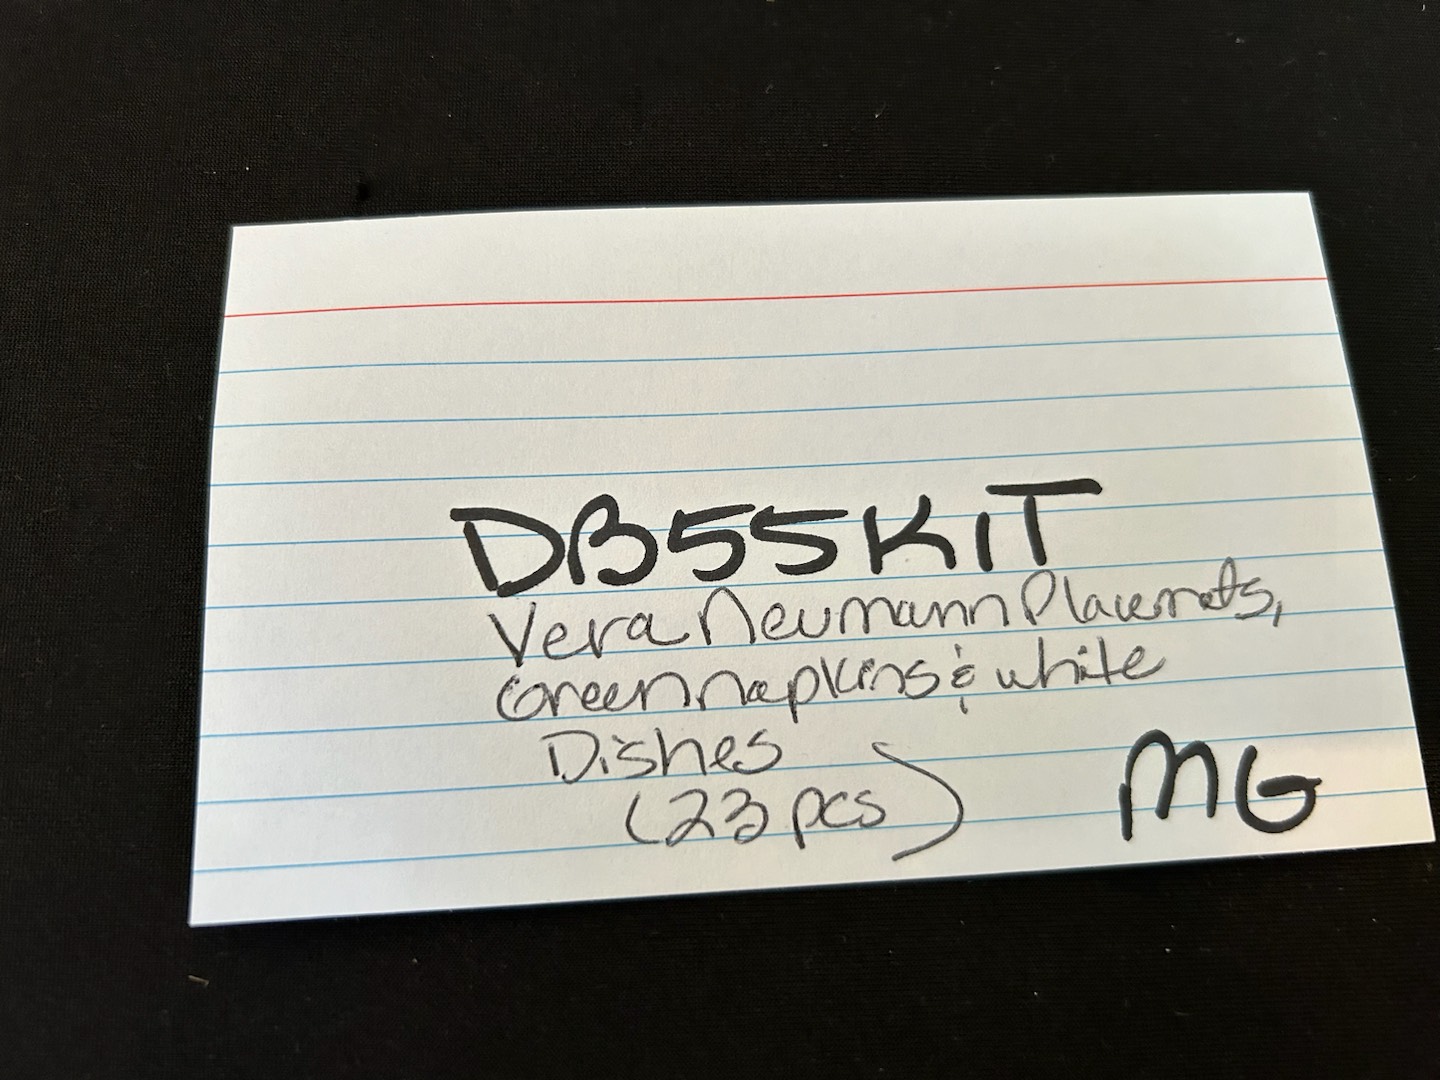 DB55KIT
Vera Neumann Placemats,
Green napkins & white
Dishes
(23 pcs)
MG